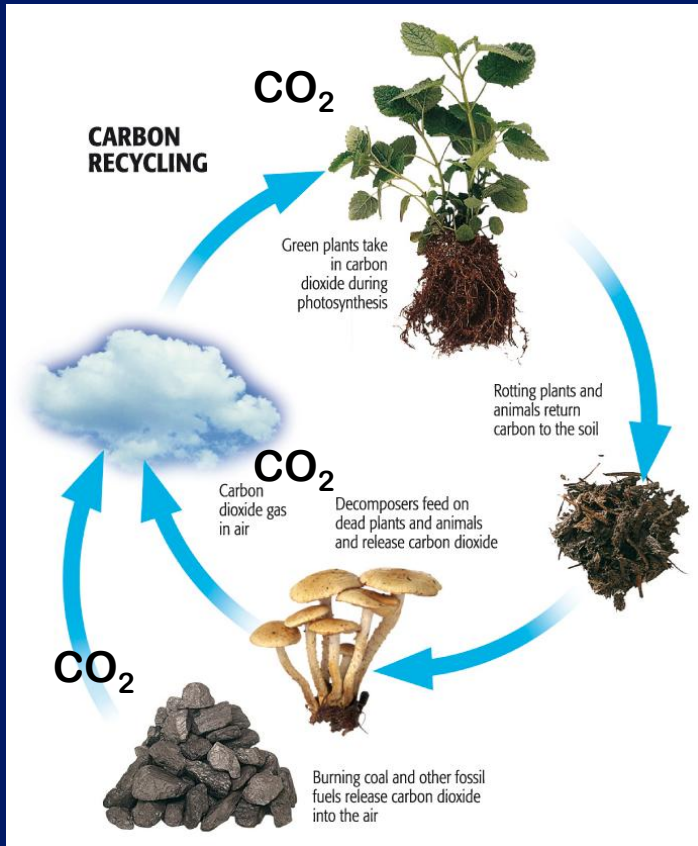 CO₂
CARBON
RECYCLING
Green plants take
in carbon
dioxide during
photosynthesis
Rotting plants and
animals return
carbon to the soil
CO₂
Carbon
dioxide gas
in air
Decomposers feed on
dead plants and animals
and release carbon dioxide
CO₂
Burning coal and other fossil
fuels release carbon dioxide
into the air